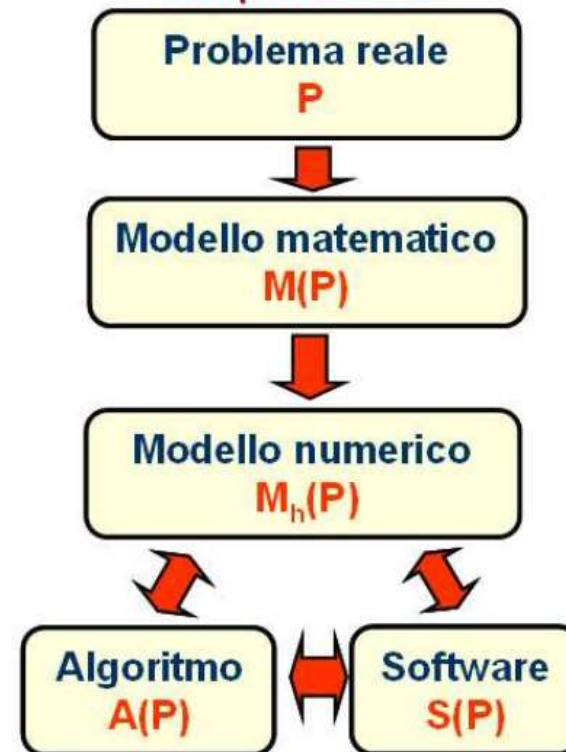 Problema reale
P
Modello matematico
M(P)
Modello numerico
Mₕ(P)
Algoritmo
A(P)
Software
S(P)